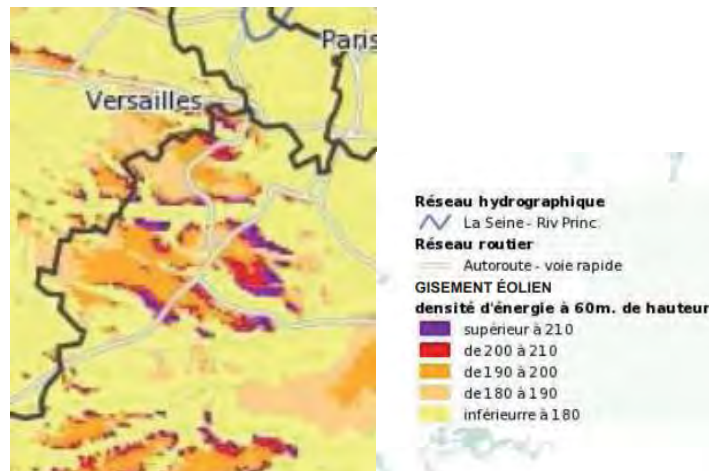 Paris
Versailles
Réseau hydrographique
La Seine - Riv Princ
Réseau routier
Autoroute - voie rapide
GISEMENT ÉOLIEN
densité d'énergie à 60m. de hauteur
supérieur à 210
de 200 à 210
de 190 à 200
de 180 à 190
inférieurre à 180